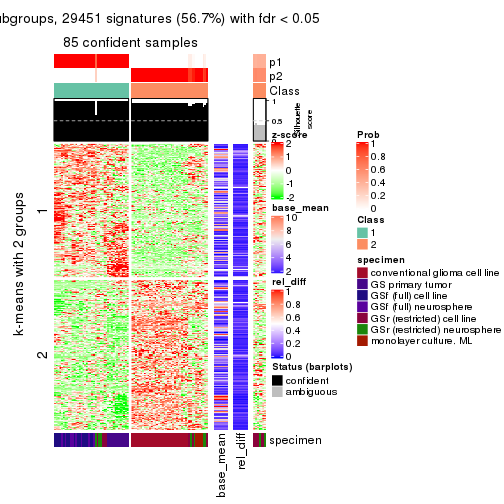 ubgroups, 29451 signatures (56.7%) with fdr < 0.05
85 confident samples
p1
p2
Class
1
0.5
0
Silhouette
score
k-means with 2 groups
1
2
specimen
base_mean
rel_diff
z-score
2
1
0
-1
-2
base_mean
10
8
6
4
2
rel_diff
1
0.8
0.6
0.4
0.2
0
Status (barplots)
confident
ambiguous
Prob
1
0.8
0.6
0.4
0.2
0
Class
1
2
specimen
conventional glioma cell line
GS primary tumor
GSf (full) cell line
GSf (full) neurosphere
GSr (restricted) cell line
GSr (restricted) neurosphere
monolayer culture. ML